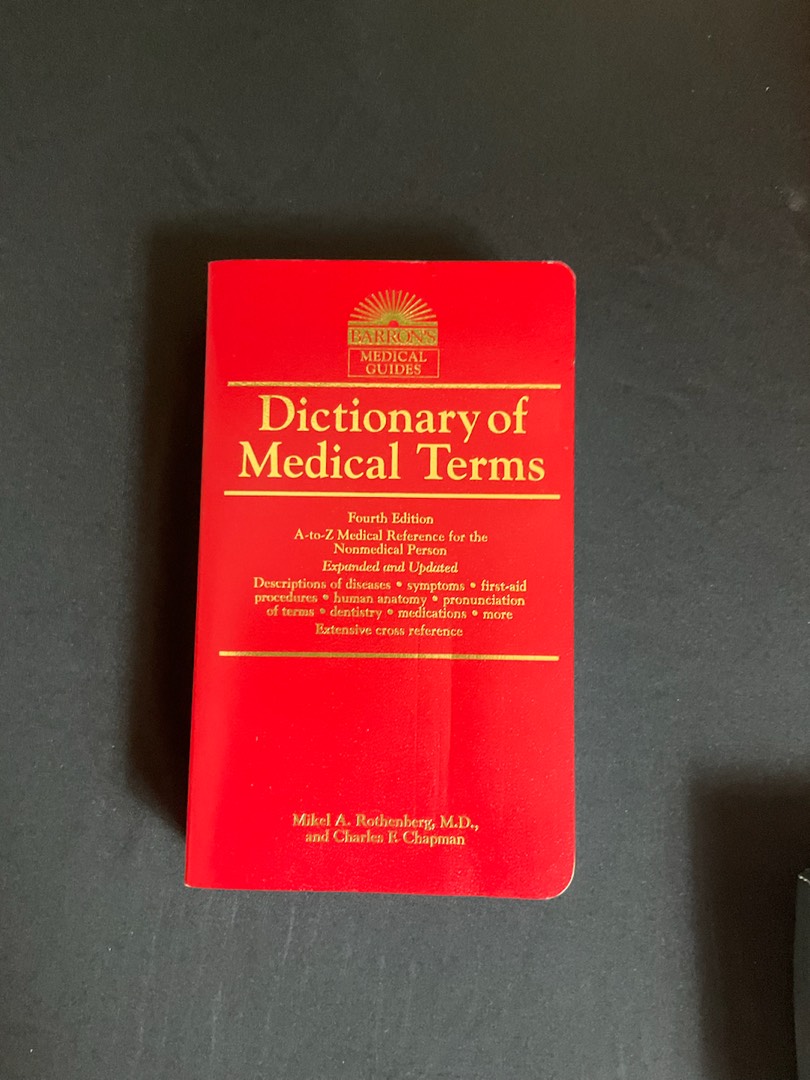 BARRON'S
MEDICAL
GUIDES
Dictionary of
Medical Terms
Fourth Edition
A-to-Z Medical Reference for the
Nonmedical Person
Expanded and Updated
Descriptions of diseases • symptoms • first-aid
procedures • human anatomy • pronunciation
of terms • dentistry • medications • more
Extensive cross reference
Mikel A. Rothenberg, M.D.,
and Charles F. Chapman